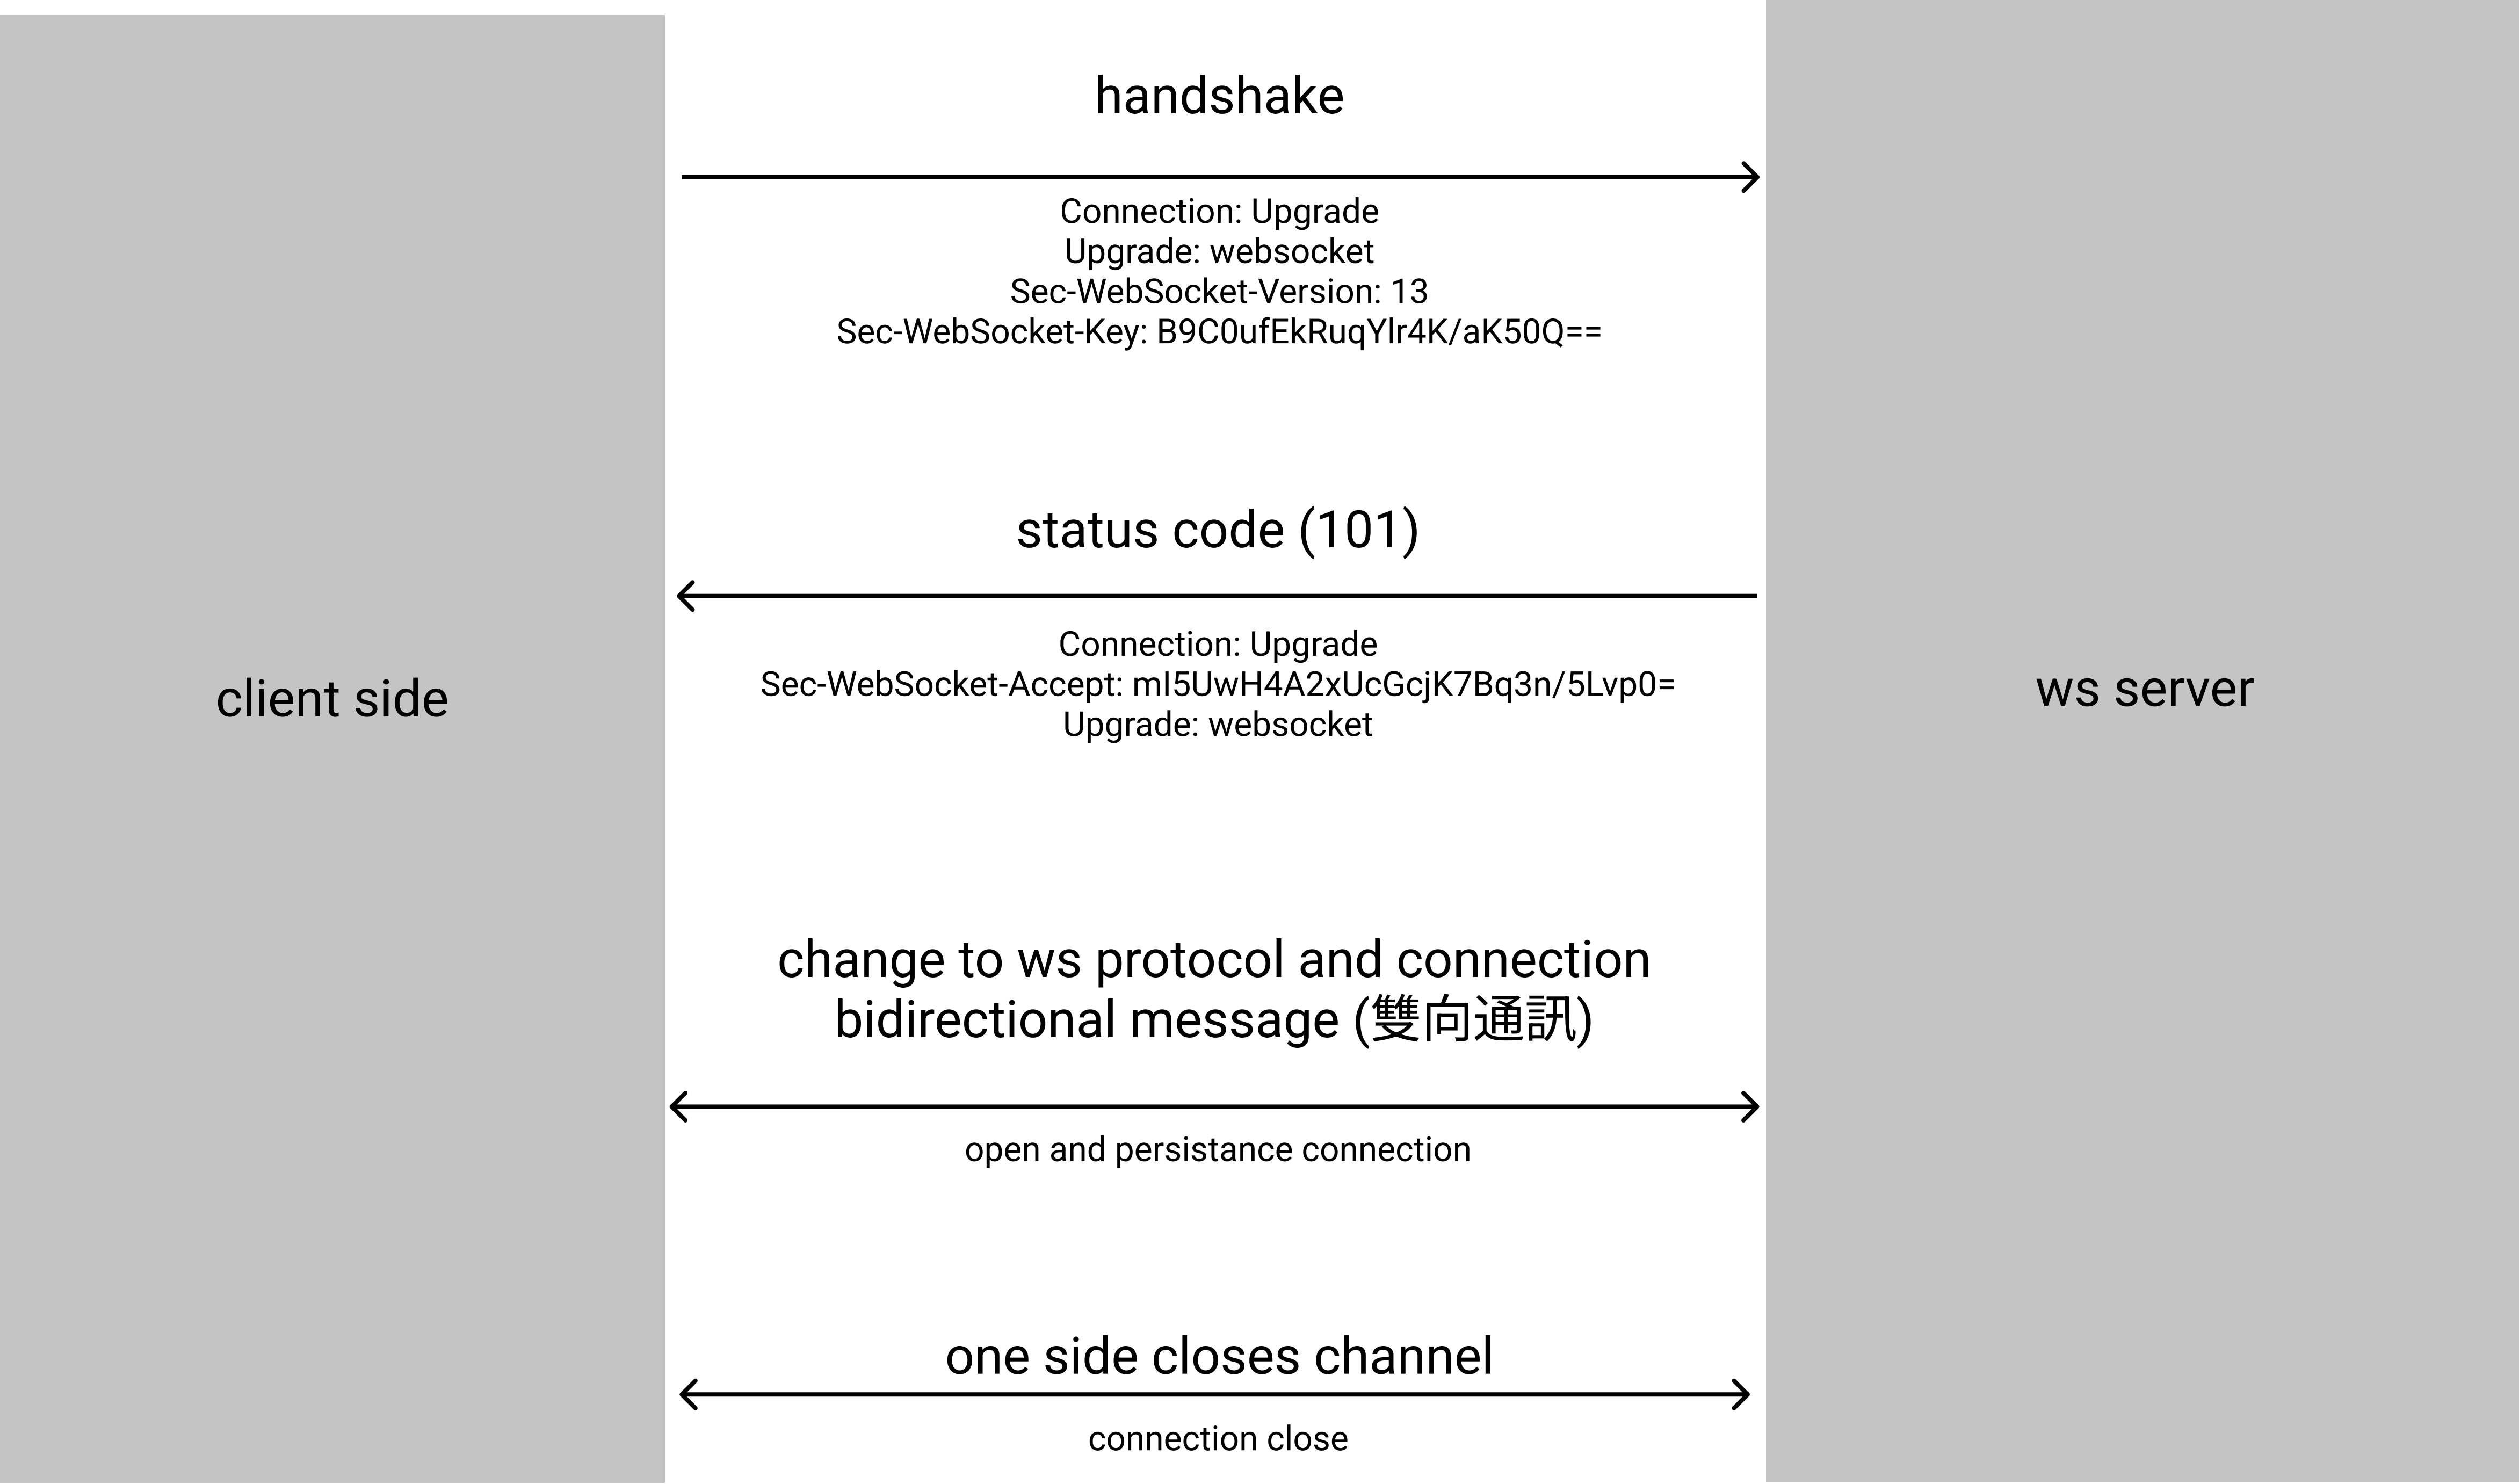 handshake
Connection: Upgrade
Upgrade: websocket
Sec-WebSocket-Version: 13
Sec-WebSocket-Key: B9C0ufEkRuqYlr4K/aK50Q==
status code (101)
Connection: Upgrade
Sec-WebSocket-Accept: mI5UwH4A2xUcGcjK7Bq3n/5Lvp0=
Upgrade: websocket
client side
ws server
change to ws protocol and connection
bidirectional message (雙向通訊)
open and persistance connection
one side closes channel
connection close